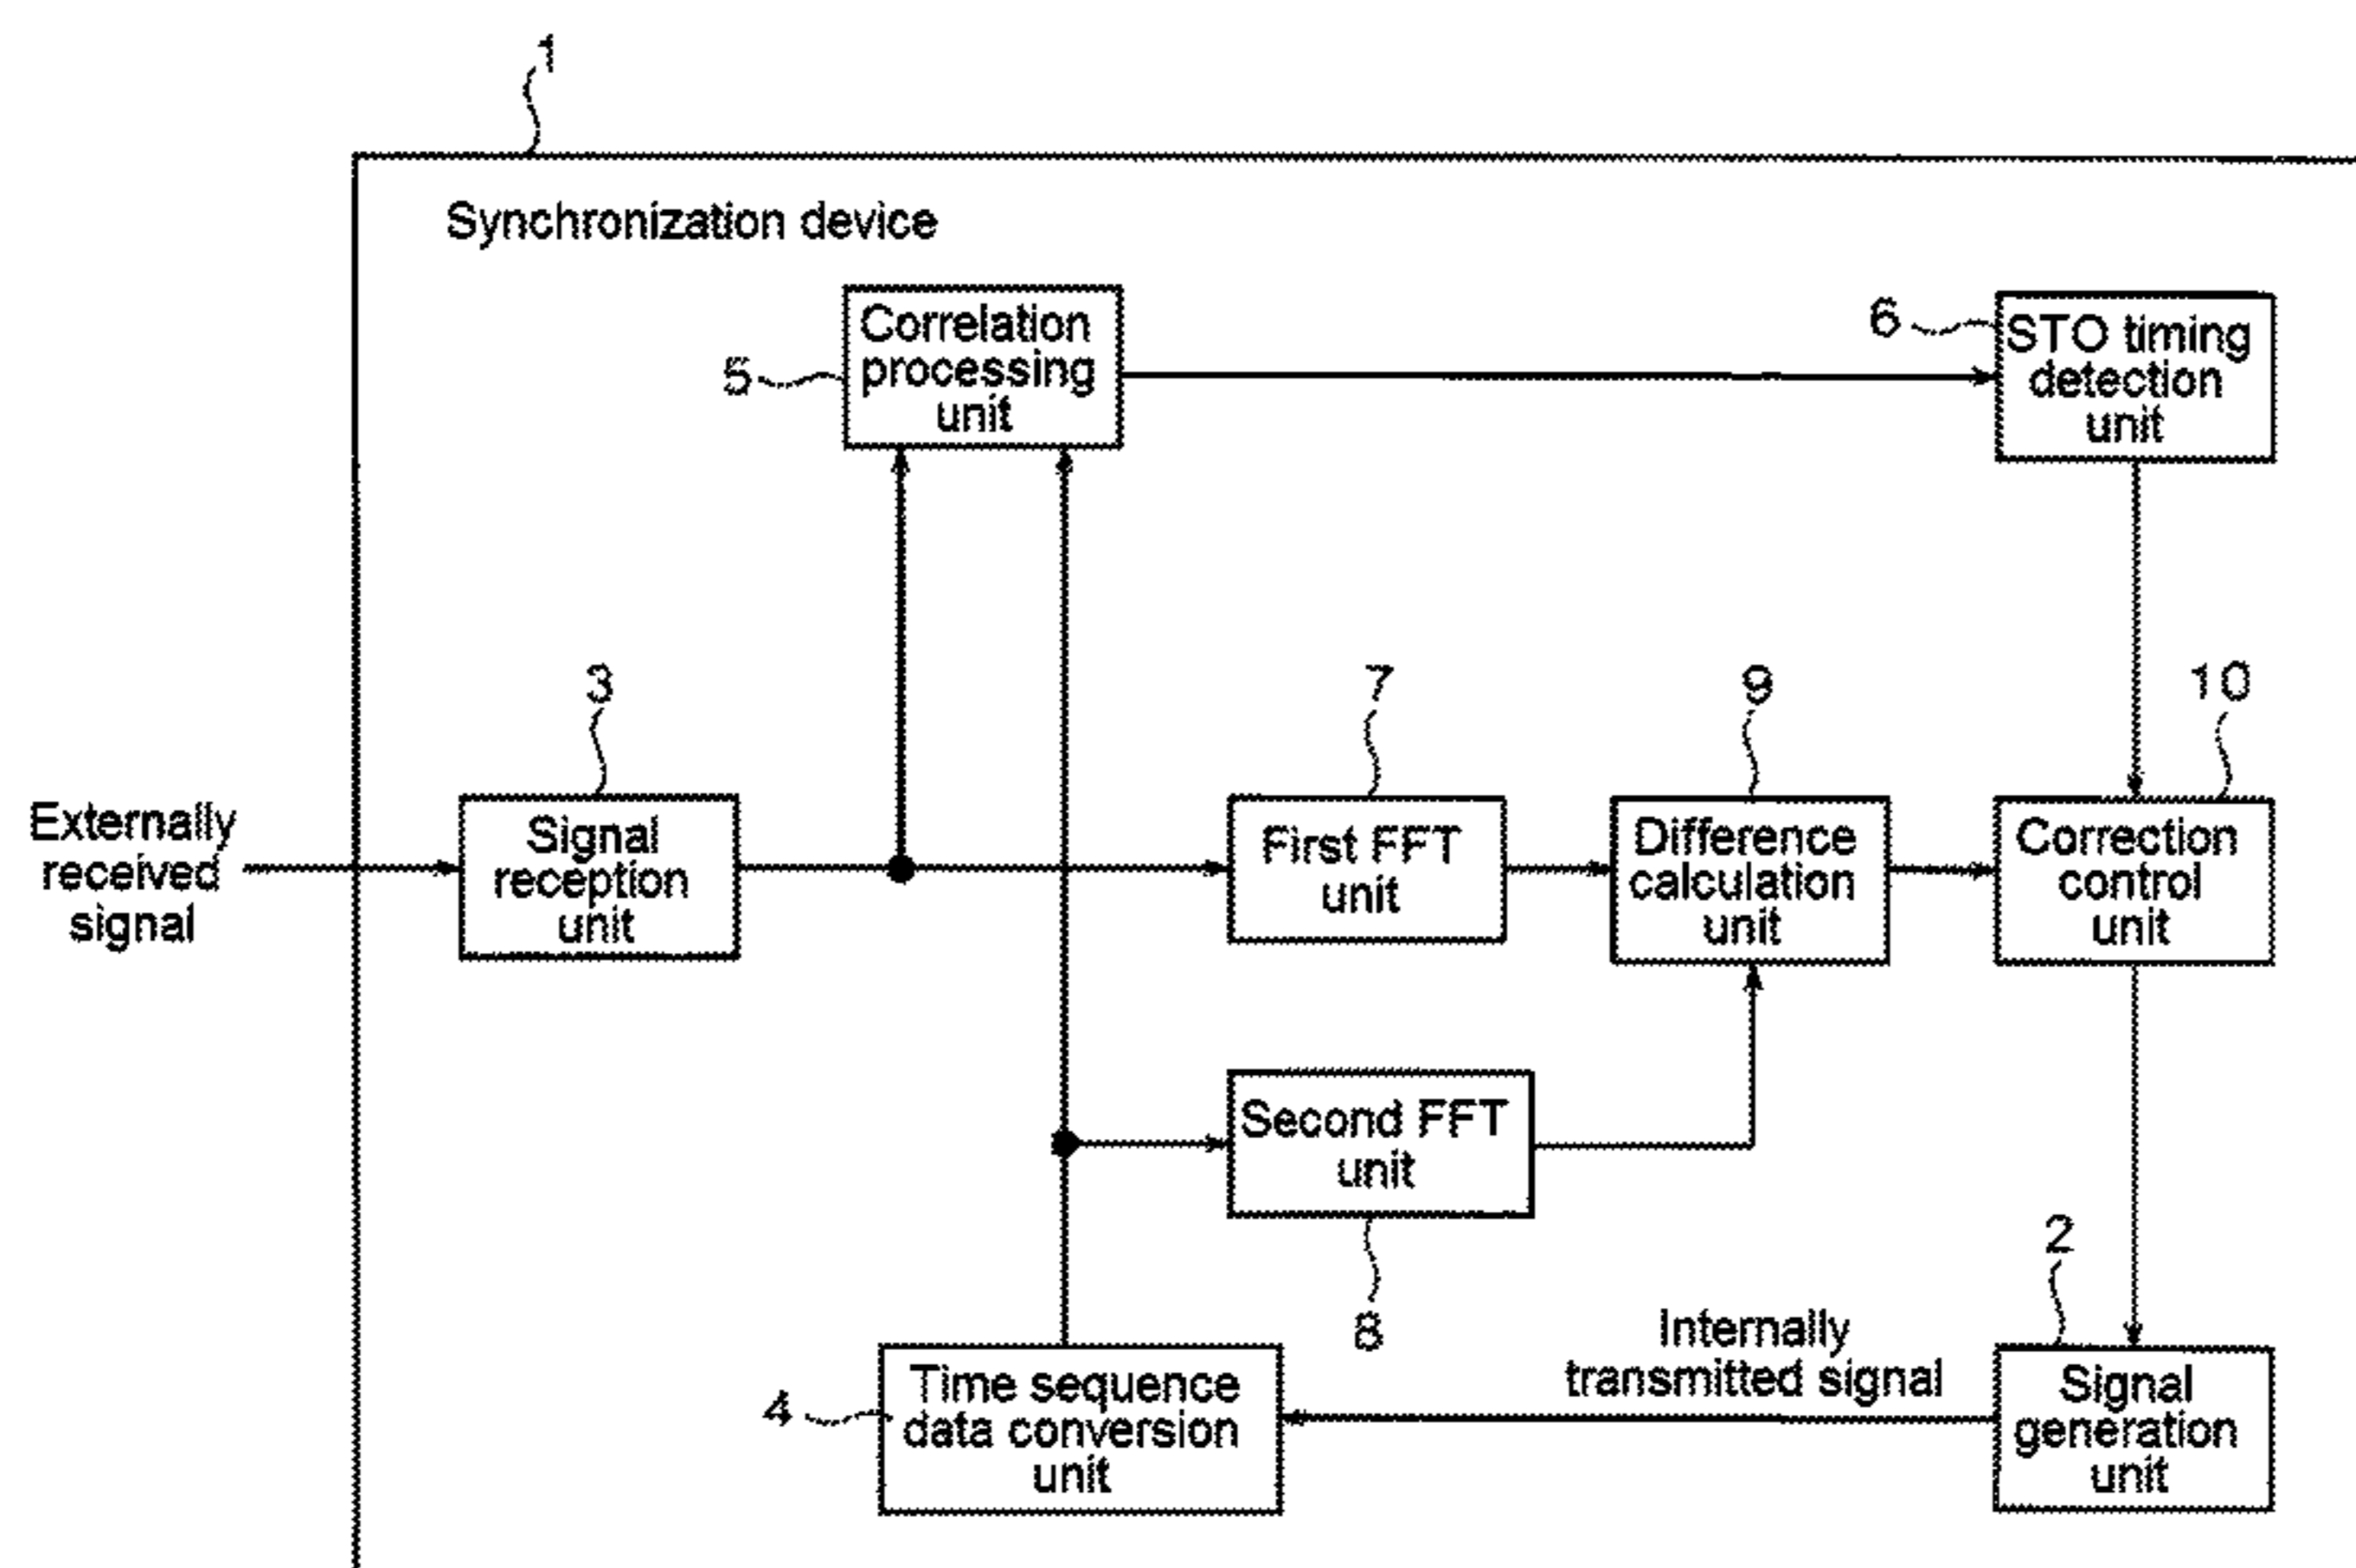 1
Synchronization device
Correlation
processing
unit
5
6
STO timing
detection
unit
3
7
9
10
Externally
received
signal
Signal
reception
unit
First FFT
unit
Difference
calculation
unit
Correction
control
unit
Second FFT
unit
8
2
Internally
transmitted signal
4
Time sequence
data conversion
unit
Signal
generation
unit